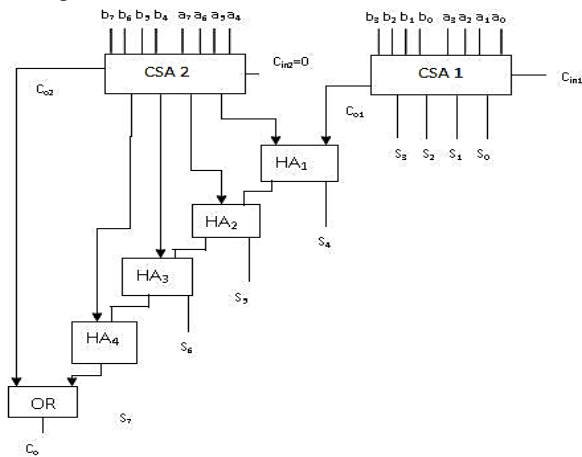 b7 b6 b5 b4 a7 a6 a5 a4
b3 b2 b1 b0 a3 a2 a1 a0
CSA 2
Cin2=0
CSA 1
Cin1
Co2
Co1
S3 S2 S1 S0
HA1
HA2
S4
HA3
S5
HA4
S6
OR
S7
Co